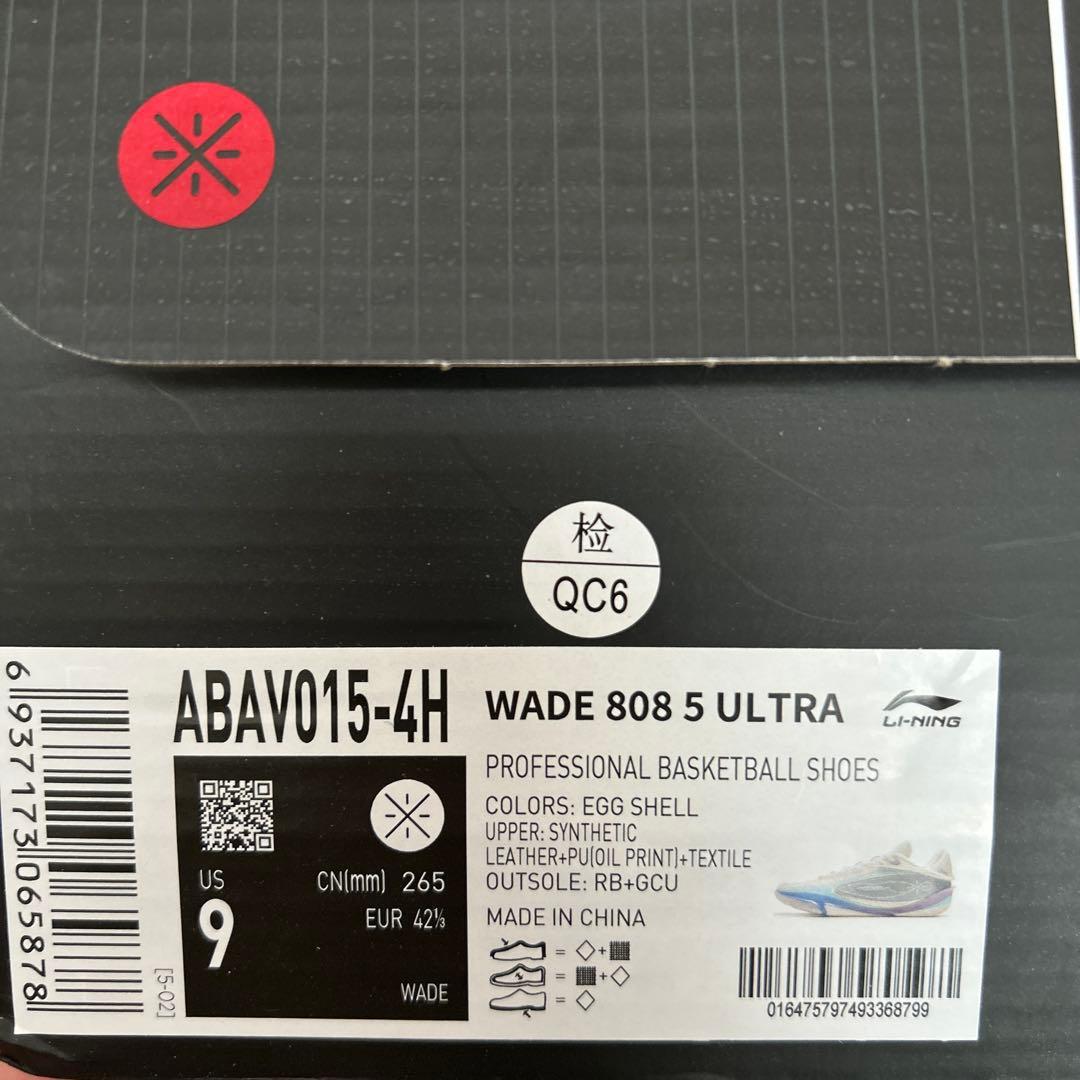 检
QC6
6937173065878
ABAV015-4H
WADE 808 5 ULTRA
LI-NING
PROFESSIONAL BASKETBALL SHOES
COLORS: EGG SHELL
UPPER: SYNTHETIC
LEATHER+PU(OIL PRINT)+TEXTILE
OUTSOLE: RB+GCU
MADE IN CHINA
US
9
CN(mm) 265
EUR 42⅓
WADE
[5-02]
016475797493368799